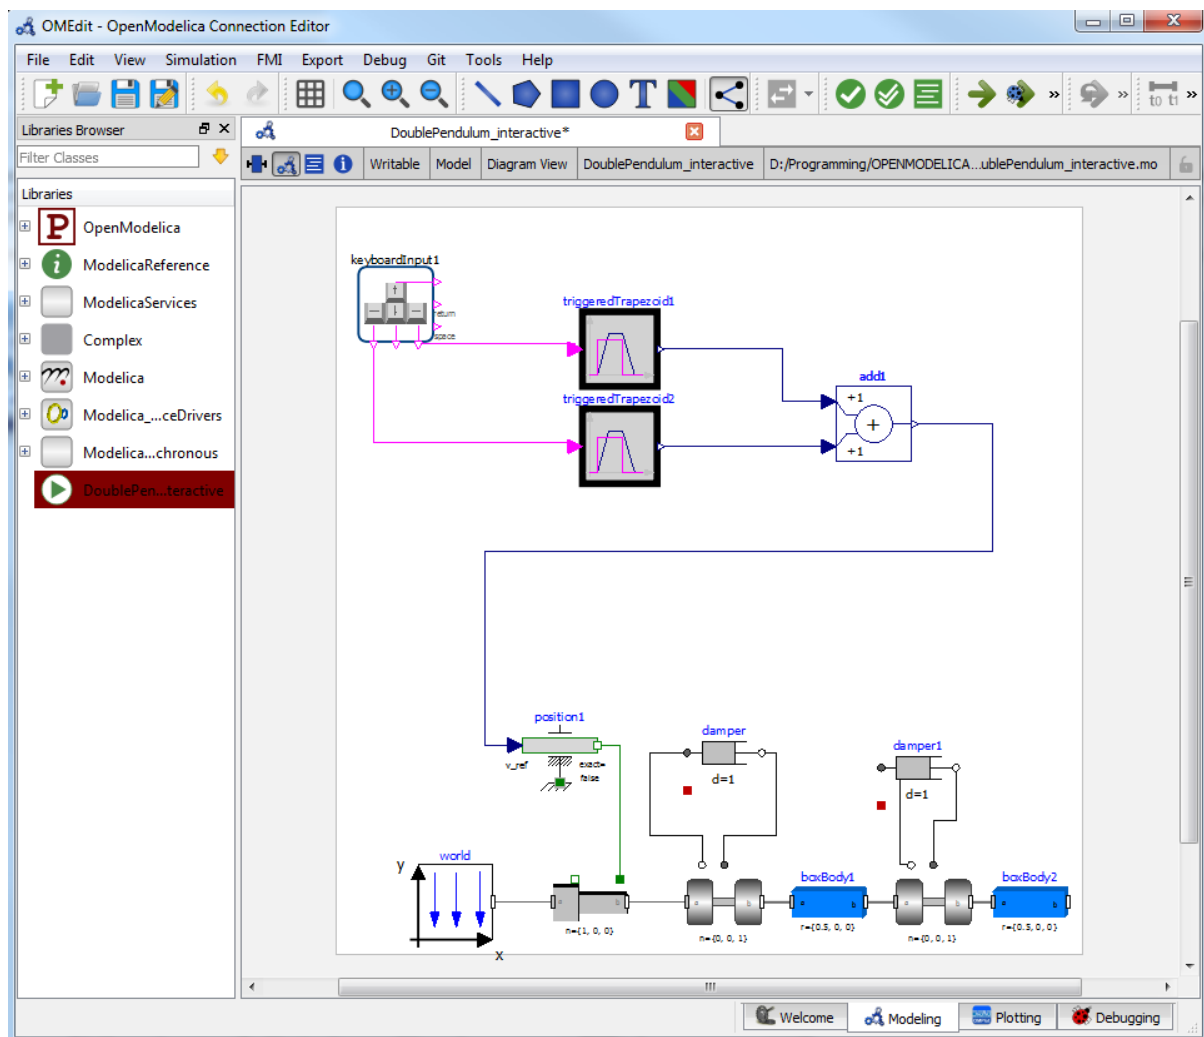 OMEdit - OpenModelica Connection Editor
File Edit View Simulation FMI Export Debug Git Tools Help
T
to t1
Libraries Browser
DoublePendulum_interactive*
Filter Classes
Writable Model Diagram View DoublePendulum_interactive D:/Programming/OPENMODELICA...ublePendulum_interactive.mo
Libraries
P OpenModelica
i ModelicaReference
ModelicaServices
Complex
Modelica
Modelica_...ceDrivers
Modelica...chronous
DoublePen...teractive
keyboardInput1
return
space
triggeredTrapezoid1
triggeredTrapezoid2
add1
+1
+
+1
position1
v_ref
exact=
false
damper
d=1
damper1
d=1
y
world
x
a b
n={1, 0, 0}
a b
n={0, 0, 1}
boxBody1
a b
r={0.5, 0, 0}
a b
n={0, 0, 1}
boxBody2
a b
r={0.5, 0, 0}
Welcome Modeling Plotting Debugging